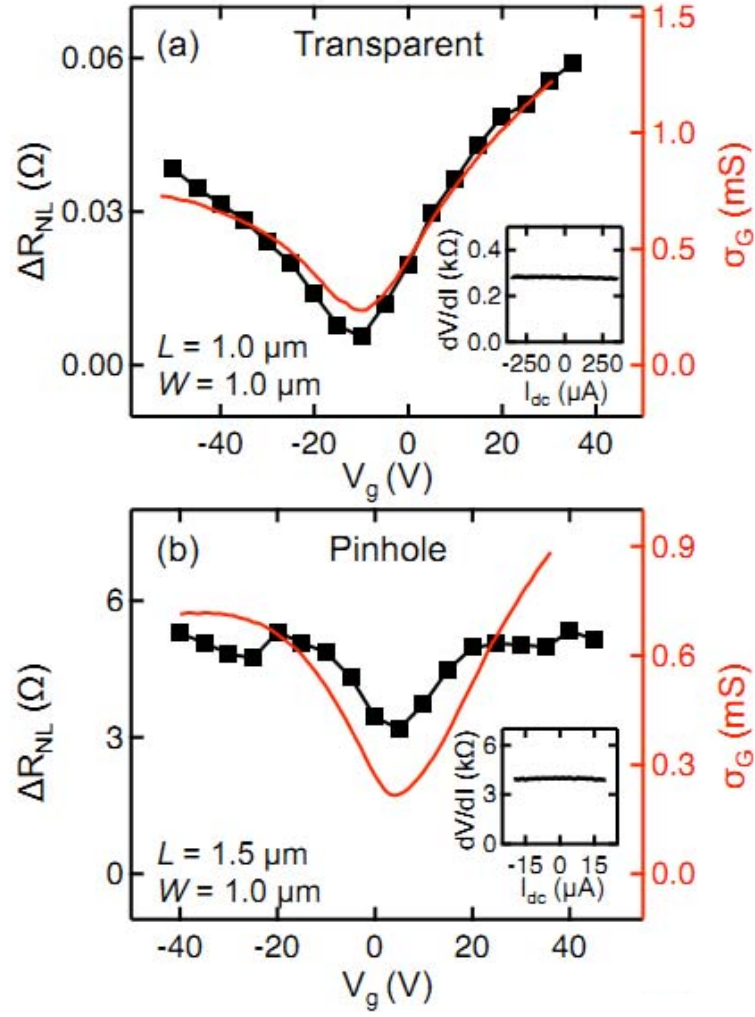 (a) Transparent
0.06
0.03
0.00
ΔR_NL (Ω)
1.5
1.0
0.5
0.0
σ_G (mS)
L = 1.0 μm
W = 1.0 μm
0.4
0.2
0.0
dV/dI (kΩ)
-250 0 250
I_dc (μA)
-40 -20 0 20 40
V_g (V)
(b) Pinhole
6
3
0
ΔR_NL (Ω)
0.9
0.6
0.3
0.0
σ_G (mS)
L = 1.5 μm
W = 1.0 μm
6
3
0
dV/dI (kΩ)
-15 0 15
I_dc (μA)
-40 -20 0 20 40
V_g (V)